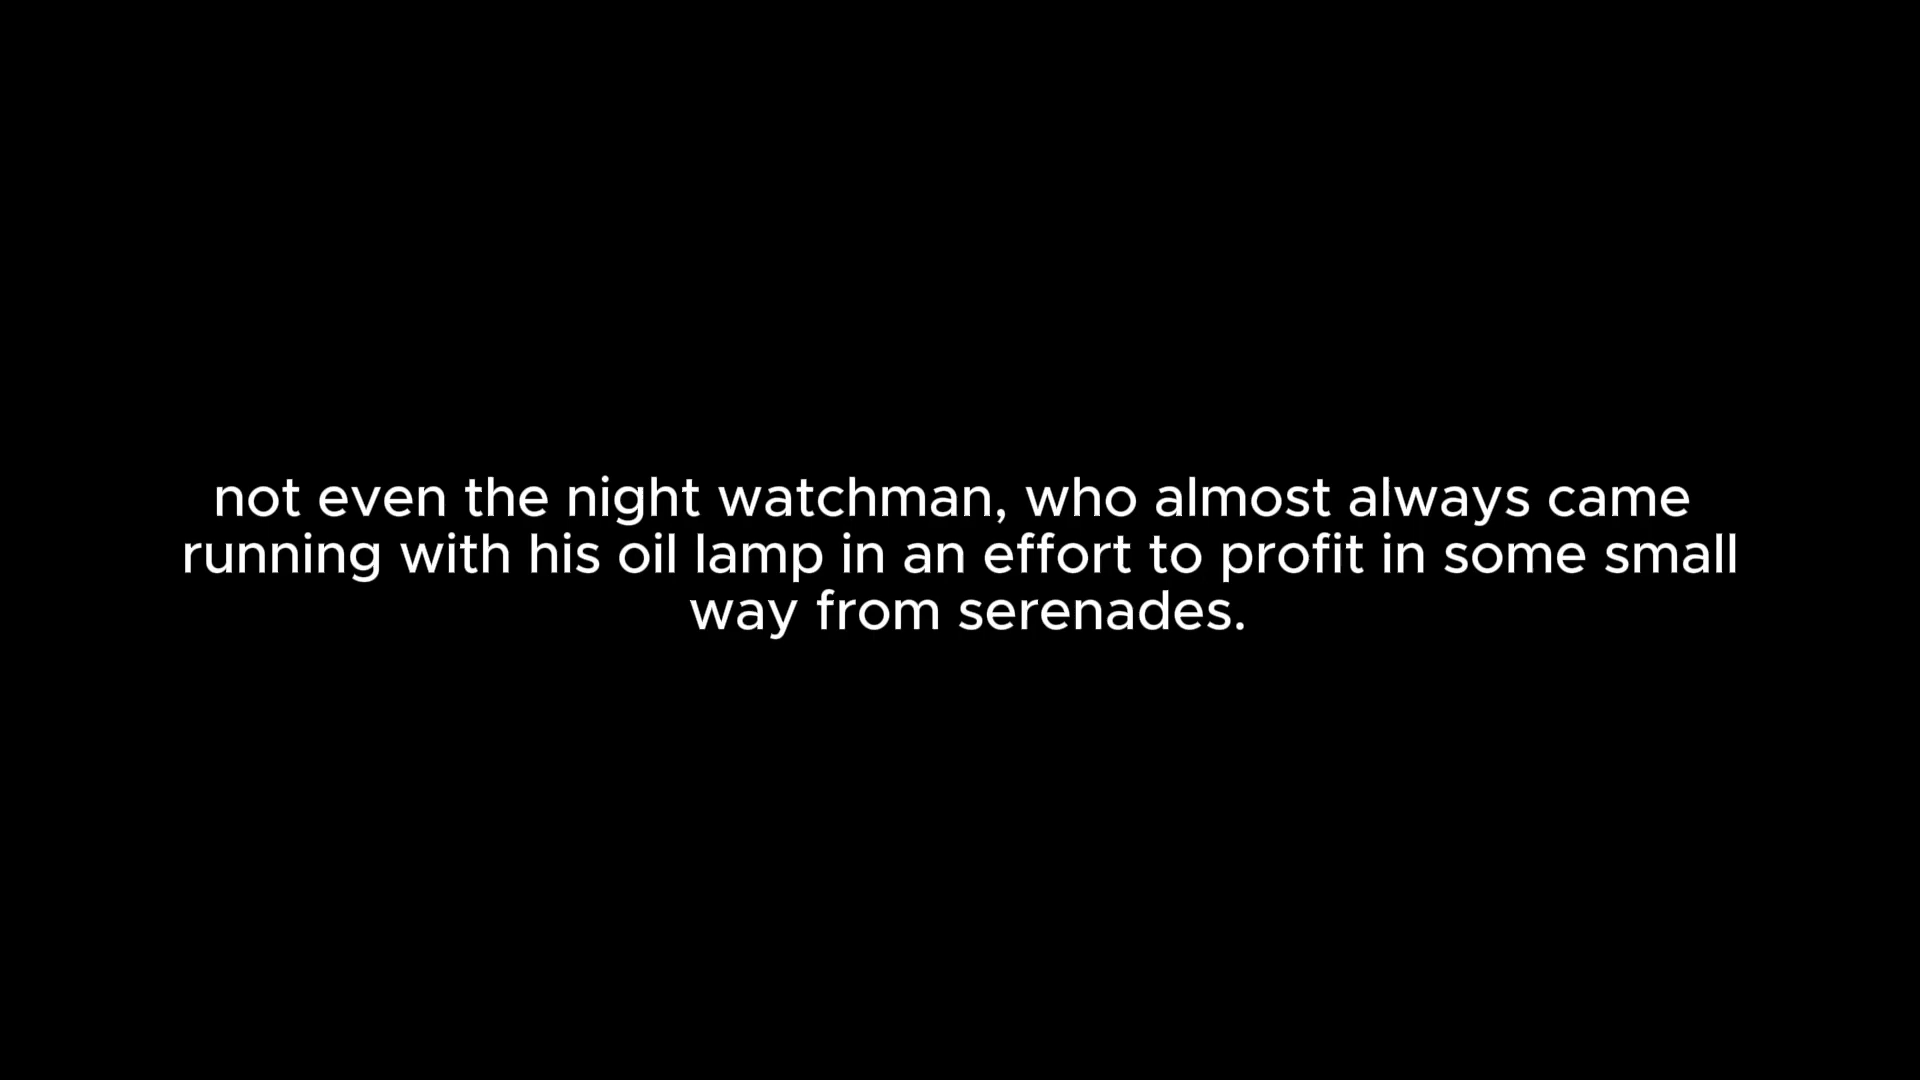 not even the night watchman, who almost always came
running with his oil lamp in an effort to profit in some small
way from serenades.